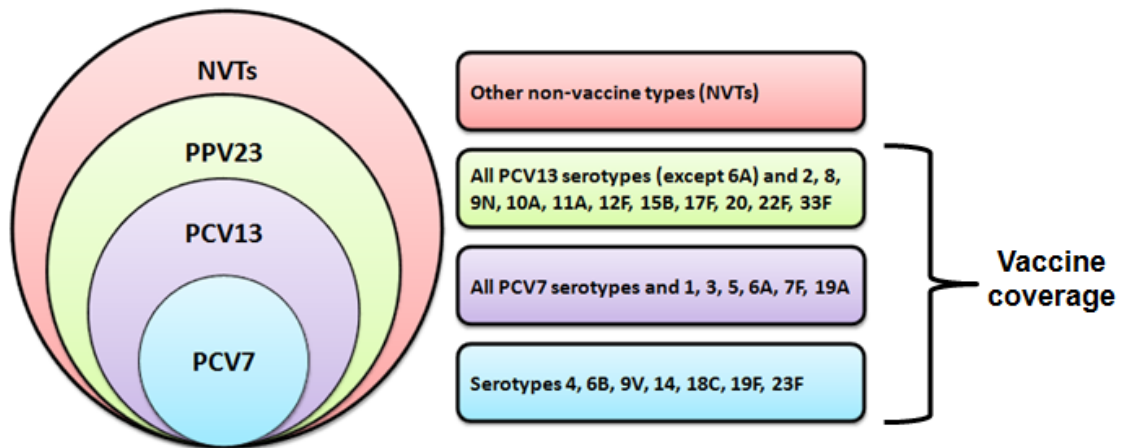 NVTs
PPV23
PCV13
PCV7
Other non-vaccine types (NVTs)
All PCV13 serotypes (except 6A) and 2, 8,
9N, 10A, 11A, 12F, 15B, 17F, 20, 22F, 33F
All PCV7 serotypes and 1, 3, 5, 6A, 7F, 19A
Serotypes 4, 6B, 9V, 14, 18C, 19F, 23F
Vaccine
coverage